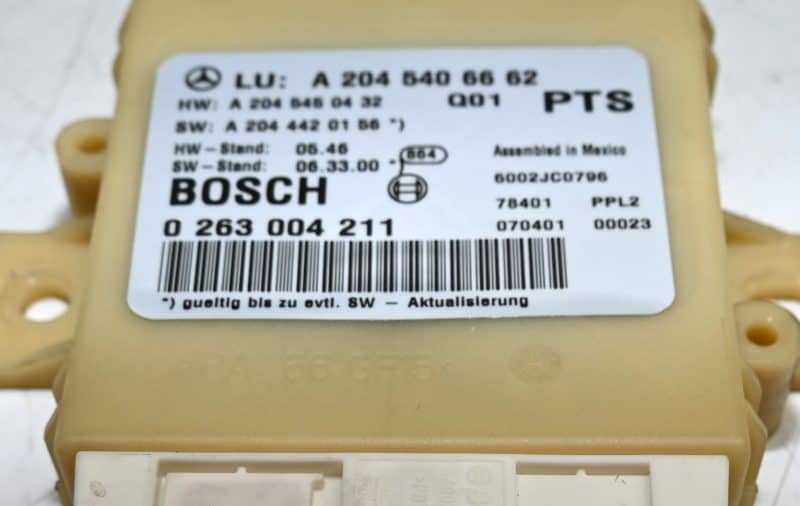 LU: A 204 540 66 62
HW: A 204 545 04 32 Q01 PTS
SW: A 204 442 01 56 *)
HW-Stand: 05.46
SW-Stand: 06.33.00 *
864
Assembled in Mexico
6002JC0796
BOSCH
78401 PPL2
0 263 004 211
070401 00023
*) gueltig bis zu evtl. SW - Aktualisierung